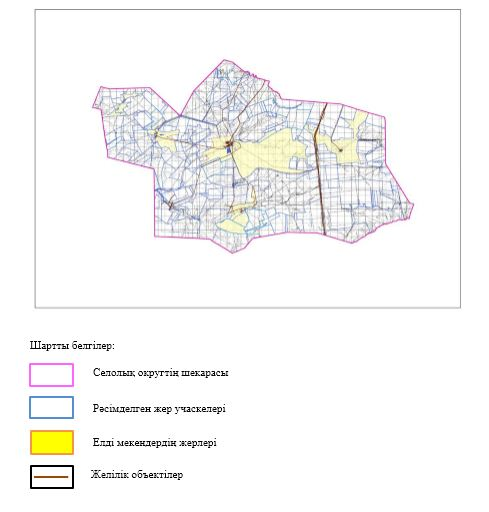 Шартты белгілер:
Селолық округтің шекарасы
Рәсімделген жер учаскелері
Елді мекендердің жерлері
Желілік объектілер